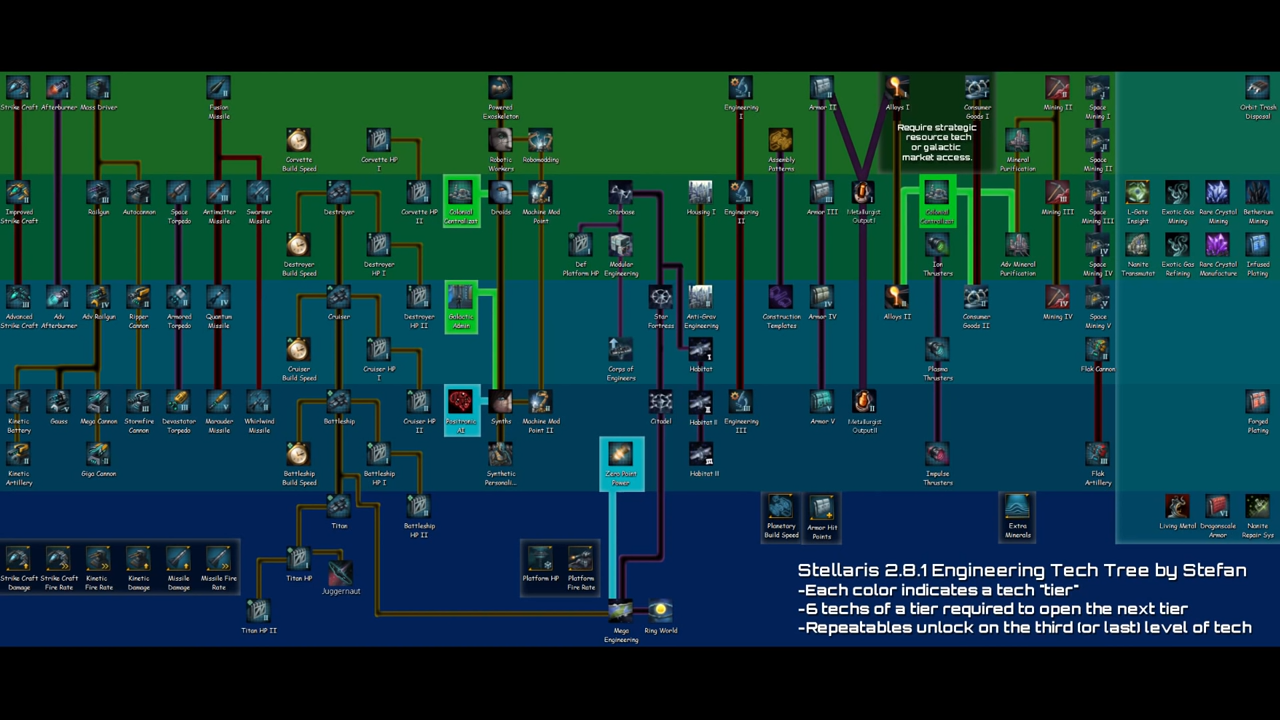 Strike Craft
Afterburner
Mass Driver
Fusion
Missile
Powered
Exoskeleton
Engineering
I
Armor II
Alloys I
Consumer
Goods I
Mining II
Space
Mining I
Orbit Trash
Disposal
Require strategic
resource tech
or galactic
market access.
Corvette
Build Speed
Corvette HP
I
Robotic
Workers
Robomodding
Assembly
Patterns
Mineral
Purification
Space
Mining II
Improved
Strike Craft
Railgun
Autocannon
Space
Torpedo
Antimatter
Missile
Swarmer
Missile
Destroyer
Corvette HP
II
Colonial
Centralizat
Droids
Machine Mod
Point
Starbase
Housing I
Engineering
II
Armor III
Metallurgist
Output I
Colonial
Centralizat
Mining III
Space
Mining III
L-Gate
Insight
Exotic Gas
Mining
Rare Crystal
Mining
Betherium
Mining
Destroyer
Build Speed
Destroyer
HP I
Def
Platform HP
Modular
Engineering
Ion
Thrusters
Adv Mineral
Purification
Space
Mining IV
Nanite
Transmutat
Exotic Gas
Refining
Rare Crystal
Manufacture
Infused
Plating
Advanced
Strike Craft
Adv
Afterburner
Adv Railgun
Ripper
Cannon
Armored
Torpedo
Quantum
Missile
Cruiser
Destroyer
HP II
Galactic
Admin
Star
Fortress
Anti-Grav
Engineering
Construction
Templates
Armor IV
Alloys II
Consumer
Goods II
Mining IV
Space
Mining V
Cruiser
Build Speed
Cruiser HP
I
Corps of
Engineers
Habitat
Plasma
Thrusters
Flak Cannon
Kinetic
Battery
Gauss
Mega Cannon
Stormfire
Cannon
Devastator
Torpedo
Marauder
Missile
Whirlwind
Missile
Battleship
Cruiser HP
II
Positronic
AI
Synths
Machine Mod
Point II
Citadel
Habitat II
Engineering
III
Armor V
Metallurgist
Output II
Forged
Plating
Kinetic
Artillery
Giga Cannon
Battleship
Build Speed
Battleship
HP I
Synthetic
Personali...
Zero Point
Power
Habitat III
Impulse
Thrusters
Flak
Artillery
Titan
Battleship
HP II
Planetary
Build Speed
Armor Hit
Points
Extra
Minerals
Living Metal
Dragonscale
Armor
Nanite
Repair Sys
Strike Craft
Damage
Strike Craft
Fire Rate
Kinetic
Fire Rate
Kinetic
Damage
Missile
Damage
Missile Fire
Rate
Titan HP
Juggernaut
Platform HP
Platform
Fire Rate
Titan HP II
Mega
Engineering
Ring World
Stellaris 2.8.1 Engineering Tech Tree by Stefan
-Each color indicates a tech "tier"
-6 techs of a tier required to open the next tier
-Repeatables unlock on the third (or last) level of tech